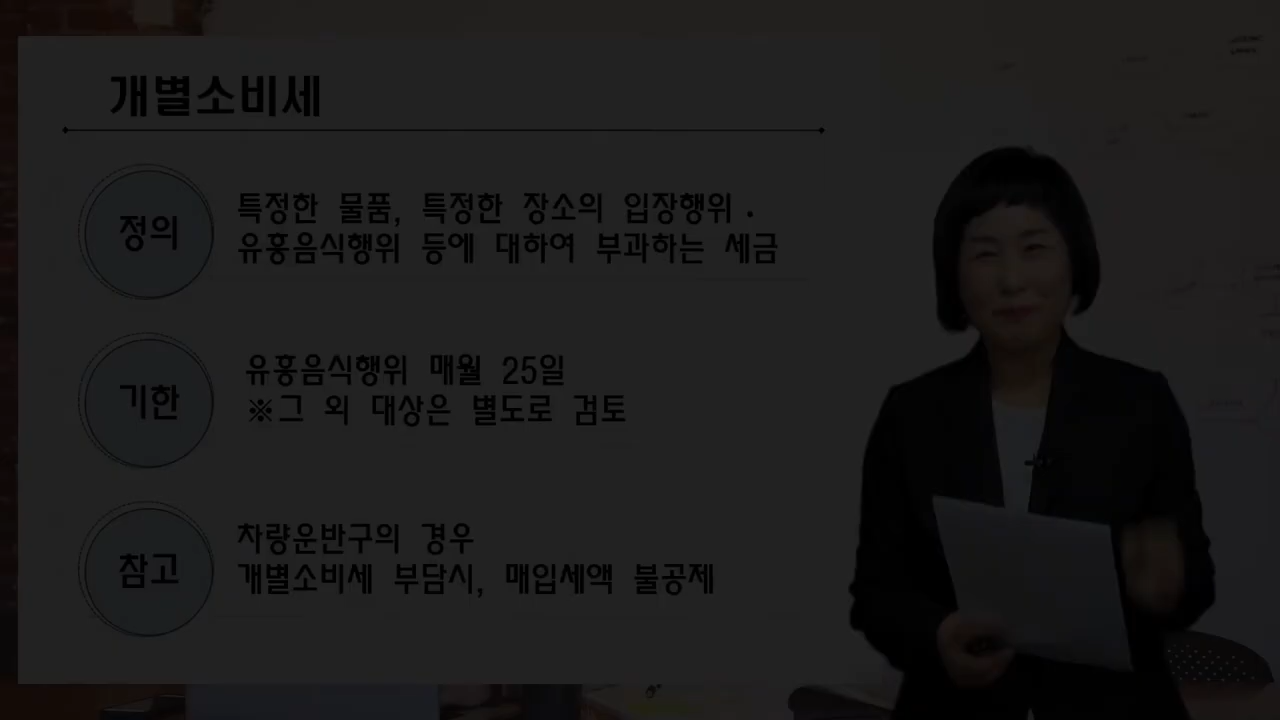 개별소비세
정의
특정한 물품, 특정한 장소의 입장행위·
유흥음식행위 등에 대하여 부과하는 세금
기한
유흥음식행위 매월 25일
※그 외 대상은 별도로 검토
참고
차량운반구의 경우
개별소비세 부담시, 매입세액 불공제